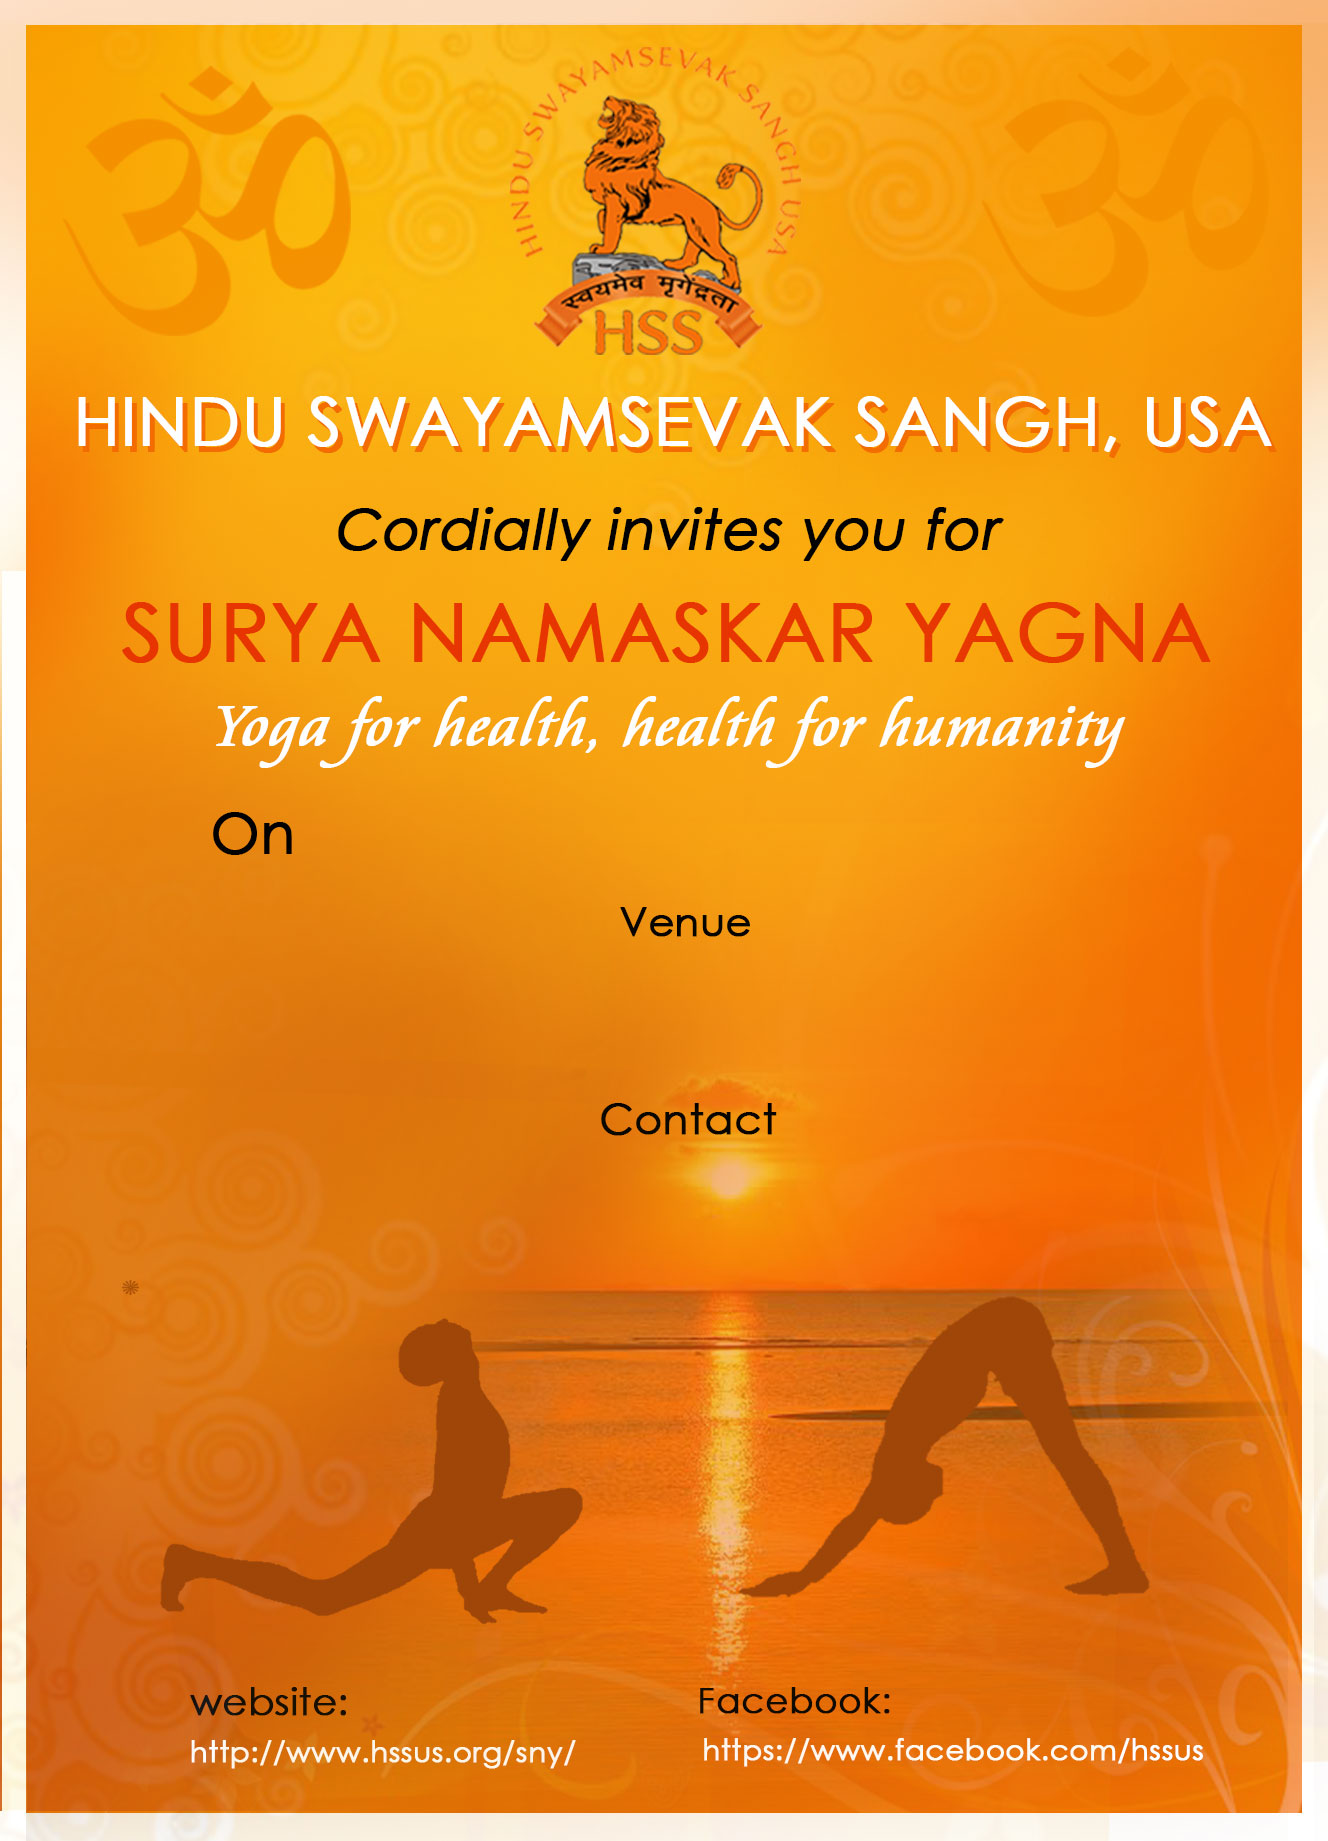 HINDU SWAYAMSEVAK SANGH USA
स्वयमेव मृगेंद्रता
HSS
HINDU SWAYAMSEVAK SANGH, USA
Cordially invites you for
SURYA NAMASKAR YAGNA
Yoga for health, health for humanity
On
Venue
Contact
website:
http://www.hssus.org/sny/
Facebook:
https://www.facebook.com/hssus
ॐ
ॐ